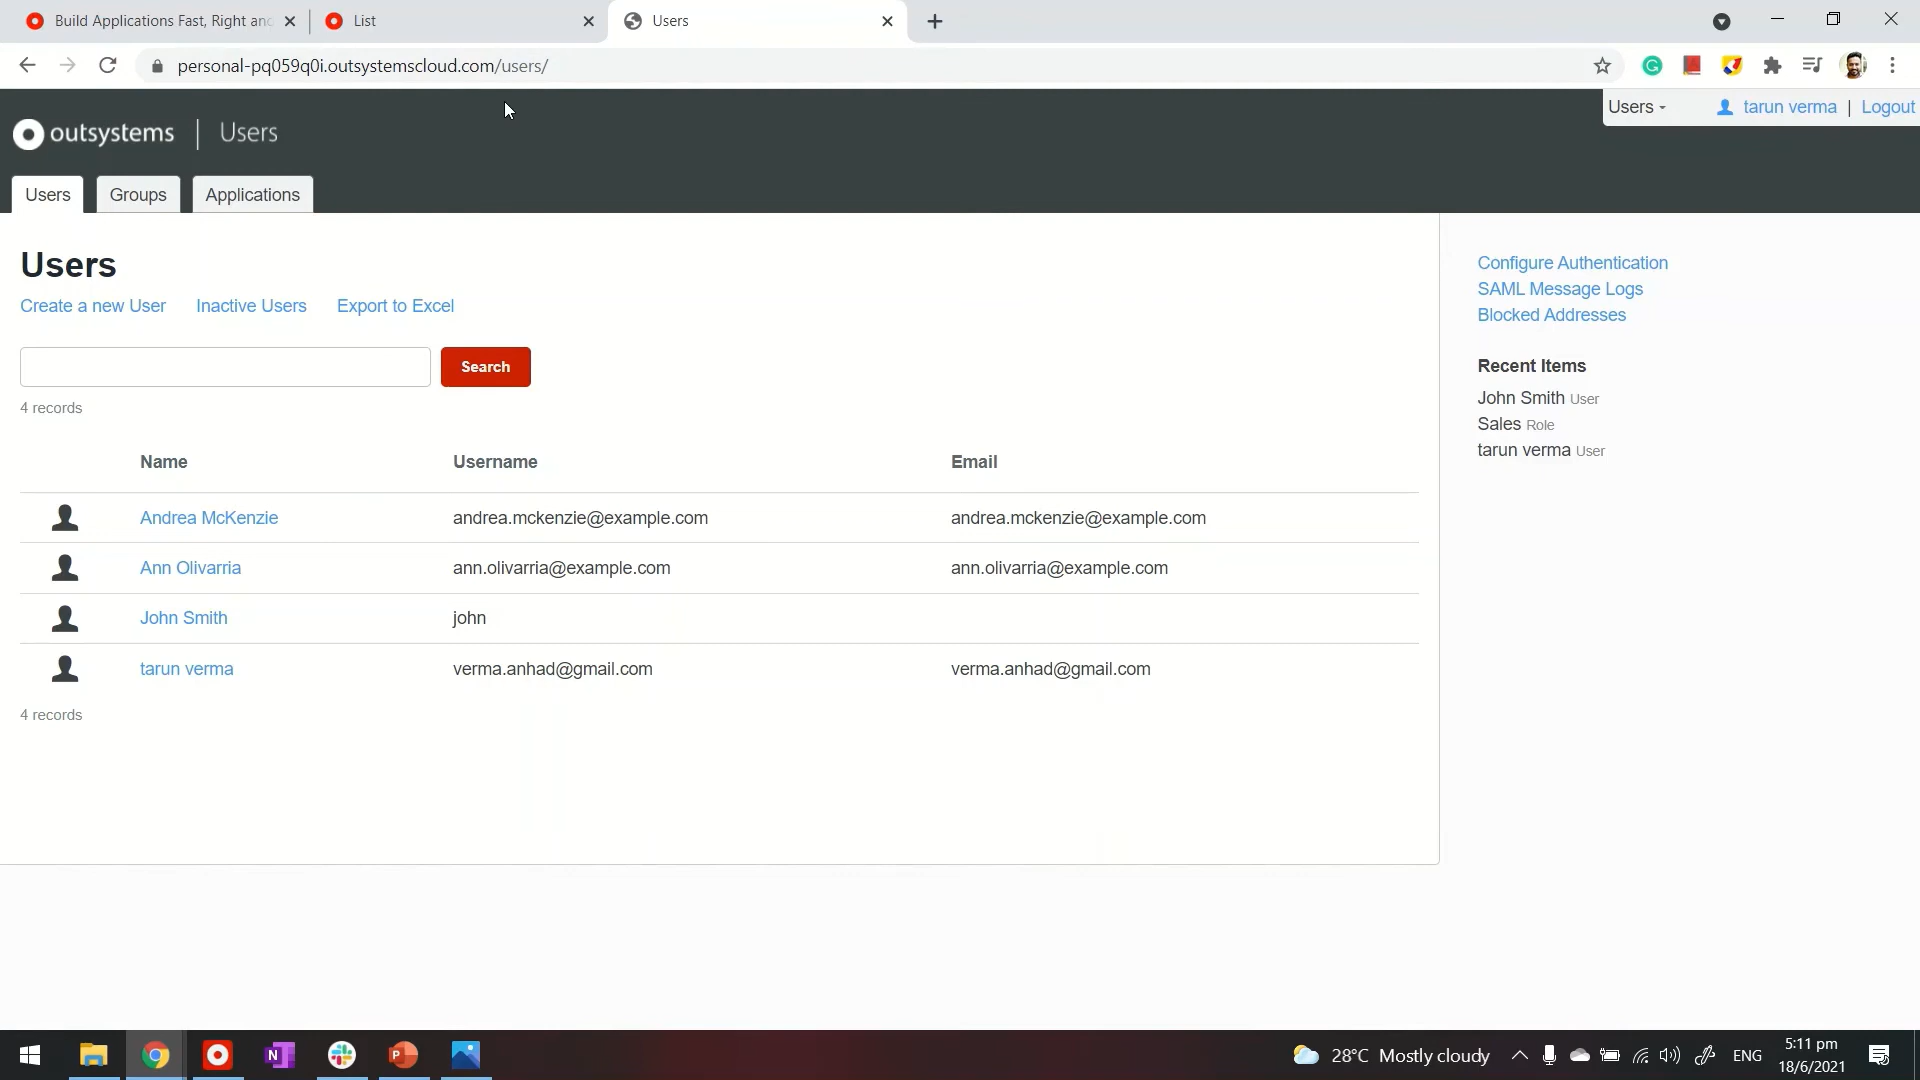 Build Applications Fast, Right and
List
Users
personal-pq059q0i.outsystemscloud.com/users/
outsystems | Users
Users
tarun verma | Logout
Users
Groups
Applications
Users
Create a new User
Inactive Users
Export to Excel
Search
4 records
Name Username Email
Andrea McKenzie andrea.mckenzie@example.com andrea.mckenzie@example.com
Ann Olivarria ann.olivarria@example.com ann.olivarria@example.com
John Smith john
tarun verma verma.anhad@gmail.com verma.anhad@gmail.com
4 records
Configure Authentication
SAML Message Logs
Blocked Addresses
Recent Items
John Smith User
Sales Role
tarun verma User
28°C Mostly cloudy
ENG
5:11 pm
18/6/2021